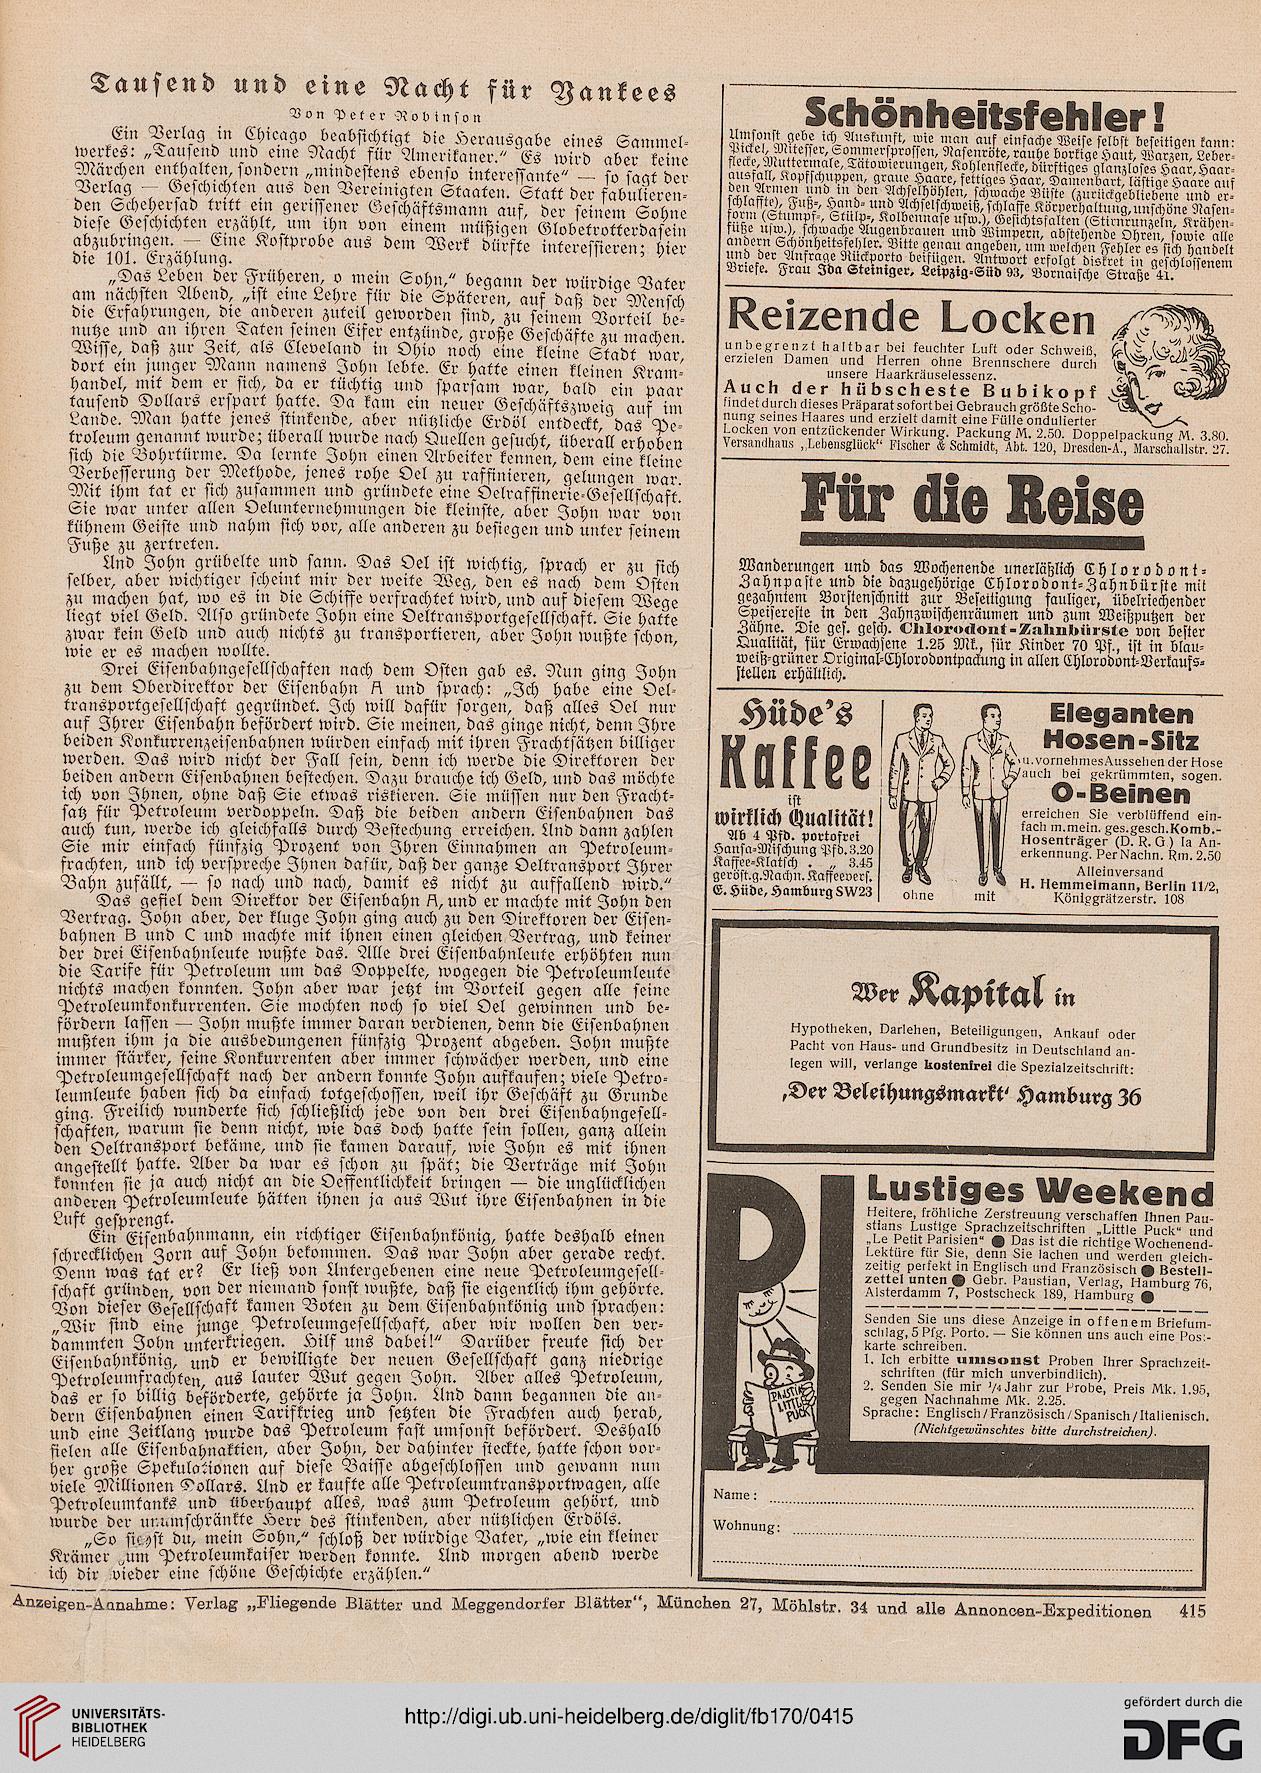 Tausend und eine Nacht für Yankees
Von Peter Robinson
Ein Verlag in Chicago beabsichtigt die Herausgabe eines Sammel-
werkes: „Tausend und eine Nacht für Amerikaner.“ Es wird aber keine
Märchen enthalten, sondern „mindestens ebenso interessante“ — so sagt der
Verlag — Geschichten aus den Vereinigten Staaten. Statt der fabulieren-
den Schehersad tritt ein gerissener Geschäftsmann auf, der seinem Sohne
diese Geschichten erzählt, um ihn von einem müßigen Globetrotterdasein
abzubringen. — Eine Kostprobe aus dem Werk dürfte interessieren; hier
die 101. Erzählung.
„Das Leben der Früheren, o mein Sohn,“ begann der würdige Vater
am nächsten Abend, „ist eine Lehre für die Späteren, auf daß der Mensch
die Erfahrungen, die anderen zuteil geworden sind, zu seinem Vorteil be-
nutze und an ihren Taten seinen Eifer entzünde, große Geschäfte zu machen.
Wisse, daß zur Zeit, als Cleveland in Ohio noch eine kleine Stadt war,
dort ein junger Mann namens John lebte. Er hatte einen kleinen Kram-
handel, mit dem er sich, da er tüchtig und sparsam war, bald ein paar
tausend Dollars erspart hatte. Da kam ein neuer Geschäftszweig auf im
Lande. Man hatte jenes stinkende, aber nützliche Erdöl entdeckt, das Pe-
troleum genannt wurde; überall wurde nach Quellen gesucht, überall erhoben
sich die Bohrtürme. Da lernte John einen Arbeiter kennen, dem eine kleine
Verbesserung der Methode, jenes rohe Oel zu raffinieren, gelungen war.
Mit ihm tat er sich zusammen und gründete eine Oelraffinerie-Gesellschaft.
Sie war unter allen Oelunternehmungen die kleinste, aber John war von
kühnem Geiste und nahm sich vor, alle anderen zu besiegen und unter seinem
Fuße zu zertreten.
Und John grübelte und sann. Das Oel ist wichtig, sprach er zu sich
selber, aber wichtiger scheint mir der weite Weg, den es nach dem Osten
zu machen hat, wo es in die Schiffe verfrachtet wird, und auf diesem Wege
liegt viel Geld. Also gründete John eine Oeltransportgesellschaft. Sie hatte
zwar kein Geld und auch nichts zu transportieren, aber John wußte schon,
wie er es machen wollte.
Drei Eisenbahngesellschaften nach dem Osten gab es. Nun ging John
zu dem Oberdirektor der Eisenbahn A und sprach: „Ich habe eine Oel-
transportgesellschaft gegründet. Ich will dafür sorgen, daß alles Oel nur
auf Ihrer Eisenbahn befördert wird. Sie meinen, das ginge nicht, denn Ihre
beiden Konkurrenzeisenbahnen würden einfach mit ihren Frachtsätzen billiger
werden. Das wird nicht der Fall sein, denn ich werde die Direktoren der
beiden andern Eisenbahnen bestechen. Dazu brauche ich Geld, und das möchte
ich von Ihnen, ohne daß Sie etwas riskieren. Sie müssen nur den Fracht-
satz für Petroleum verdoppeln. Daß die beiden andern Eisenbahnen das
auch tun, werde ich gleichfalls durch Bestechung erreichen. Und dann zahlen
Sie mir einfach fünfzig Prozent von Ihren Einnahmen an Petroleum-
frachten, und ich verspreche Ihnen dafür, daß der ganze Oeltransport Ihrer
Bahn zufällt, — so nach und nach, damit es nicht zu auffallend wird.“
Das gefiel dem Direktor der Eisenbahn A, und er machte mit John den
Vertrag. John aber, der kluge John ging auch zu den Direktoren der Eisen-
bahnen B und C und machte mit ihnen einen gleichen Vertrag, und keiner
der drei Eisenbahnleute wußte das. Alle drei Eisenbahnleute erhöhten nun
die Tarife für Petroleum um das Doppelte, wogegen die Petroleumleute
nichts machen konnten. John aber war jetzt im Vorteil gegen alle seine
Petroleumkonkurrenten. Sie mochten noch so viel Oel gewinnen und be-
fördern lassen — John mußte immer daran verdienen, denn die Eisenbahnen
mußten ihm ja die ausbedungenen fünfzig Prozent abgeben. John mußte
immer stärker, seine Konkurrenten aber immer schwächer werden, und eine
Petroleumgesellschaft nach der andern konnte John aufkaufen; viele Petro-
leumleute haben sich da einfach totgeschossen, weil ihr Geschäft zu Grunde
ging. Freilich wunderte sich schließlich jede von den drei Eisenbahngesell-
schaften, warum sie denn nicht, wie das doch hatte sein sollen, ganz allein
den Oeltransport bekäme, und sie kamen darauf, wie John es mit ihnen
angestellt hatte. Aber da war es schon zu spät; die Verträge mit John
konnten sie ja auch nicht an die Oeffentlichkeit bringen — die unglücklichen
anderen Petroleumleute hätten ihnen ja aus Wut ihre Eisenbahnen in die
Luft gesprengt.
Ein Eisenbahnmann, ein richtiger Eisenbahnkönig, hatte deshalb einen
schrecklichen Zorn auf John bekommen. Das war John aber gerade recht.
Denn was tat er? Er ließ von Untergebenen eine neue Petroleumgesell-
schaft gründen, von der niemand sonst wußte, daß sie eigentlich ihm gehörte.
Von dieser Gesellschaft kamen Boten zu dem Eisenbahnkönig und sprachen:
„Wir sind eine junge Petroleumgesellschaft, aber wir wollen den ver-
dammten John unterkriegen. Hilf uns dabei!“ Darüber freute sich der
Eisenbahnkönig, und er bewilligte der neuen Gesellschaft ganz niedrige
Petroleumfrachten, aus lauter Wut gegen John. Aber alles Petroleum,
das er so billig beförderte, gehörte ja John. Und dann begannen die an-
dern Eisenbahnen einen Tarifkrieg und setzten die Frachten auch herab,
und eine Zeitlang wurde das Petroleum fast umsonst befördert. Deshalb
fielen alle Eisenbahnaktien, aber John, der dahinter steckte, hatte schon vor-
her große Spekulationen auf diese Baisse abgeschlossen und gewann nun
viele Millionen Dollars. Und er kaufte alle Petroleumtransportwagen, alle
Petroleumtanks und überhaupt alles, was zum Petroleum gehört, und
wurde der unumschränkte Herr des stinkenden, aber nützlichen Erdöls.
„So siehst du, mein Sohn,“ schloß der würdige Vater, „wie ein kleiner
Krämer zum Petroleumkaiser werden konnte. Und morgen abend werde
ich dir wieder eine schöne Geschichte erzählen.“
Schönheitsfehler!
Umsonst gebe ich Auskunft, wie man auf einfache Weise selbst beseitigen kann:
Pickel, Mitesser, Sommersprossen, Nasenröte, rauhe borkige Haut, Warzen, Leber-
flecke, Muttermale, Tätowierungen, Kohlenflecke, dürftiges glanzloses Haar, Haar-
ausfall, Kopfschuppen, graue Haare, fettiges Haar, Damenbart, lästige Haare auf
den Armen und in den Achselhöhlen, schwache Büste (zurückgebliebene und er-
schlaffte), Fuß-, Hand- und Achselschweiß, schlaffe Körperhaltung, unschöne Nasen-
form (Stumpf-, Stülp-, Kolbennase usw.), Gesichtsfalten (Stirnrunzeln, Krähen-
füße usw.), schwache Augenbrauen und Wimpern, abstehende Ohren, sowie alle
andern Schönheitsfehler. Bitte genau angeben, um welchen Fehler es sich handelt
und der Anfrage Rückporto beifügen. Antwort erfolgt diskret in geschlossenem
Briefe. Frau Ida Steiniger, Leipzig-Süd 93, Bornaische Straße 41.
Reizende Locken
unbegrenzt haltbar bei feuchter Luft oder Schweiß,
erzielen Damen und Herren ohne Brennschere durch
unsere Haarkräuselessenz.
Auch der hübscheste Bubikopf
findet durch dieses Präparat sofort bei Gebrauch größte Scho-
nung seines Haares und erzielt damit eine Fülle ondulierter
Locken von entzückender Wirkung. Packung M. 2.50. Doppelpackung M. 3.80.
Versandhaus „Lebensglück“ Fischer & Schmidt, Abt. 120, Dresden-A., Marschallstr. 27.
Für die Reise
Wanderungen und das Wochenende unerläßlich Chlorodont-
Zahnpaste und die dazugehörige Chlorodont-Zahnbürste mit
gezahntem Borstenschnitt zur Beseitigung fauliger, übelriechender
Speisereste in den Zahnzwischenräumen und zum Weißputzen der
Zähne. Die ges. gesch. Chlorodont-Zahnbürste von bester
Qualität, für Erwachsene 1.25 Mk., für Kinder 70 Pf., ist in blau-
weiß-grüner Original-Chlorodontpackung in allen Chlorodont-Verkaufs-
stellen erhältlich.
Hüde's
Kaffee
ist
wirklich Qualität!
Ab 4 Pfd. portofrei
Hansa-Mischung Pfd. 3.20
Kaffee-Klatsch . „ 3.45
geröst. g. Nachn. Kaffeevers.
E. Hüde, Hamburg SW23
ohne mit
Eleganten
Hosen-Sitz
u. vornehmes Aussehen der Hose
auch bei gekrümmten, sogen.
O-Beinen
erreichen Sie verblüffend ein-
fach m. mein. ges. gesch. Komb.-
Hosenträger (D. R. G.) la An-
erkennung. Per Nachn. Rm. 2.50
Alleinversand
H. Hemmelmann, Berlin 11/2,
Königgrätzerstr. 108
Wer Kapital in
Hypotheken, Darlehen, Beteiligungen, Ankauf oder
Pacht von Haus- und Grundbesitz in Deutschland an-
legen will, verlange kostenfrei die Spezialzeitschrift:
‚Der Beleihungsmarkt‘ Hamburg 36
PL
PAUSTIAN
LITTLE
PUCK
Lustiges Weekend
Heitere, fröhliche Zerstreuung verschaffen Ihnen Pau-
stians Lustige Sprachzeitschriften „Little Puck“ und
„Le Petit Parisien“ ● Das ist die richtige Wochenend-
Lektüre für Sie, denn Sie lachen und werden gleich-
zeitig perfekt in Englisch und Französisch ● Bestell-
zettel unten ● Gebr. Paustian, Verlag, Hamburg 76,
Alsterdamm 7, Postscheck 189, Hamburg ●
Senden Sie uns diese Anzeige in offenem Briefum-
schlag, 5 Pfg. Porto. — Sie können uns auch eine Post-
karte schreiben.
1. Ich erbitte umsonst Proben Ihrer Sprachzeit-
schriften (für mich unverbindlich).
2. Senden Sie mir 1/4 Jahr zur Probe, Preis Mk. 1.95,
gegen Nachnahme Mk. 2.25.
Sprache: Englisch/Französisch/Spanisch/Italienisch.
(Nichtgewünschtes bitte durchstreichen).
Name:
Wohnung:
Anzeigen-Annahme: Verlag „Fliegende Blätter und Meggendorfer Blätter“, München 27, Möhlstr. 34 und alle Annoncen-Expeditionen 415
UNIVERSITÄTS-
BIBLIOTHEK
HEIDELBERG
http://digi.ub.uni-heidelberg.de/diglit/fb170/0415
gefördert durch die
DFG